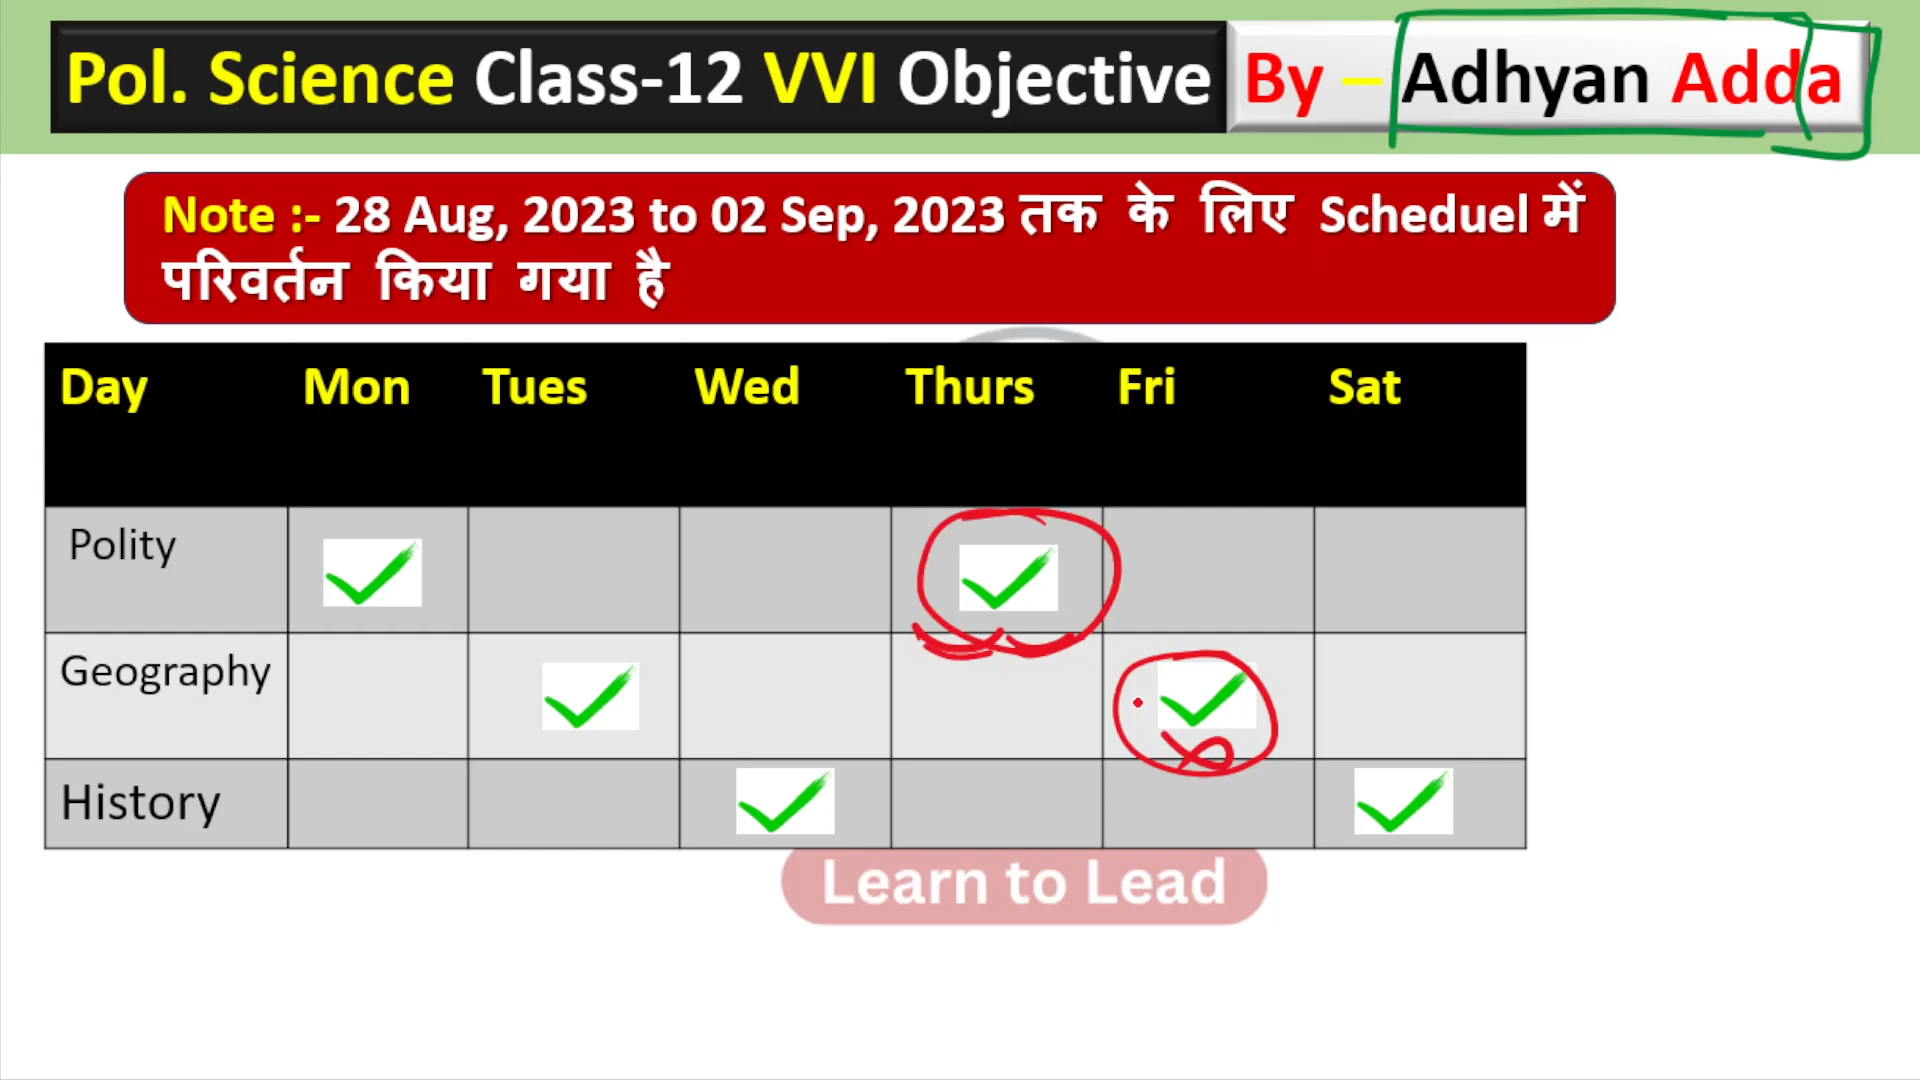 Pol. Science Class-12 VVI Objective By – Adhyan Adda
Note :- 28 Aug, 2023 to 02 Sep, 2023 तक के लिए Scheduel में
परिवर्तन किया गया है
Day Mon Tues Wed Thurs Fri Sat
Polity
Geography
History
Learn to Lead